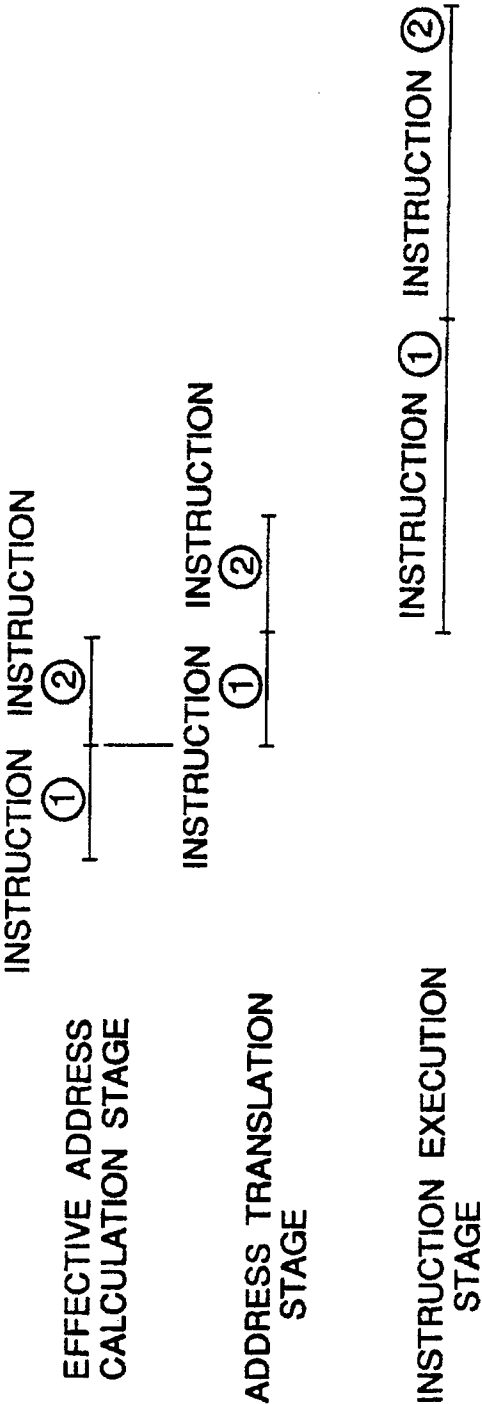 INSTRUCTION INSTRUCTION
① ②
EFFECTIVE ADDRESS
CALCULATION STAGE
INSTRUCTION INSTRUCTION
① ②
ADDRESS TRANSLATION
STAGE
INSTRUCTION ① INSTRUCTION ②
INSTRUCTION EXECUTION
STAGE